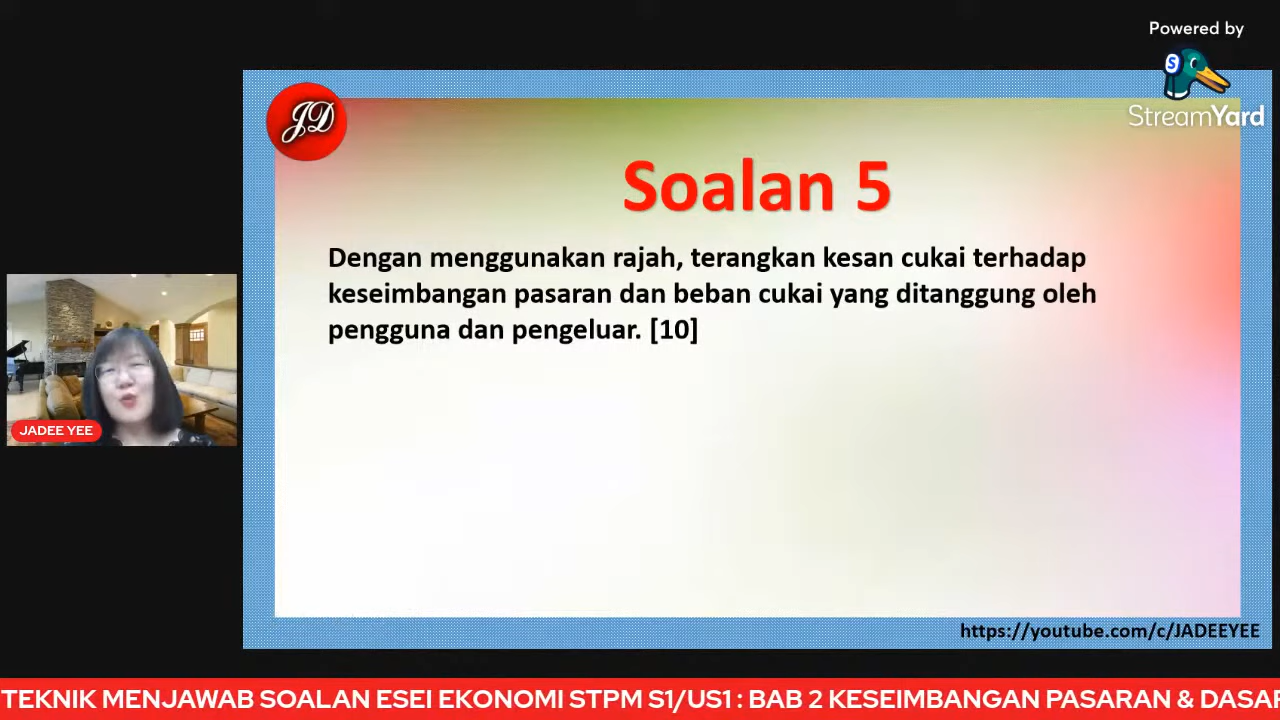 Powered by
S
StreamYard
JD
Soalan 5
Dengan menggunakan rajah, terangkan kesan cukai terhadap
keseimbangan pasaran dan beban cukai yang ditanggung oleh
pengguna dan pengeluar. [10]
JADEE YEE
https://youtube.com/c/JADEEYEE
TEKNIK MENJAWAB SOALAN ESEI EKONOMI STPM S1/US1 : BAB 2 KESEIMBANGAN PASARAN & DASAR